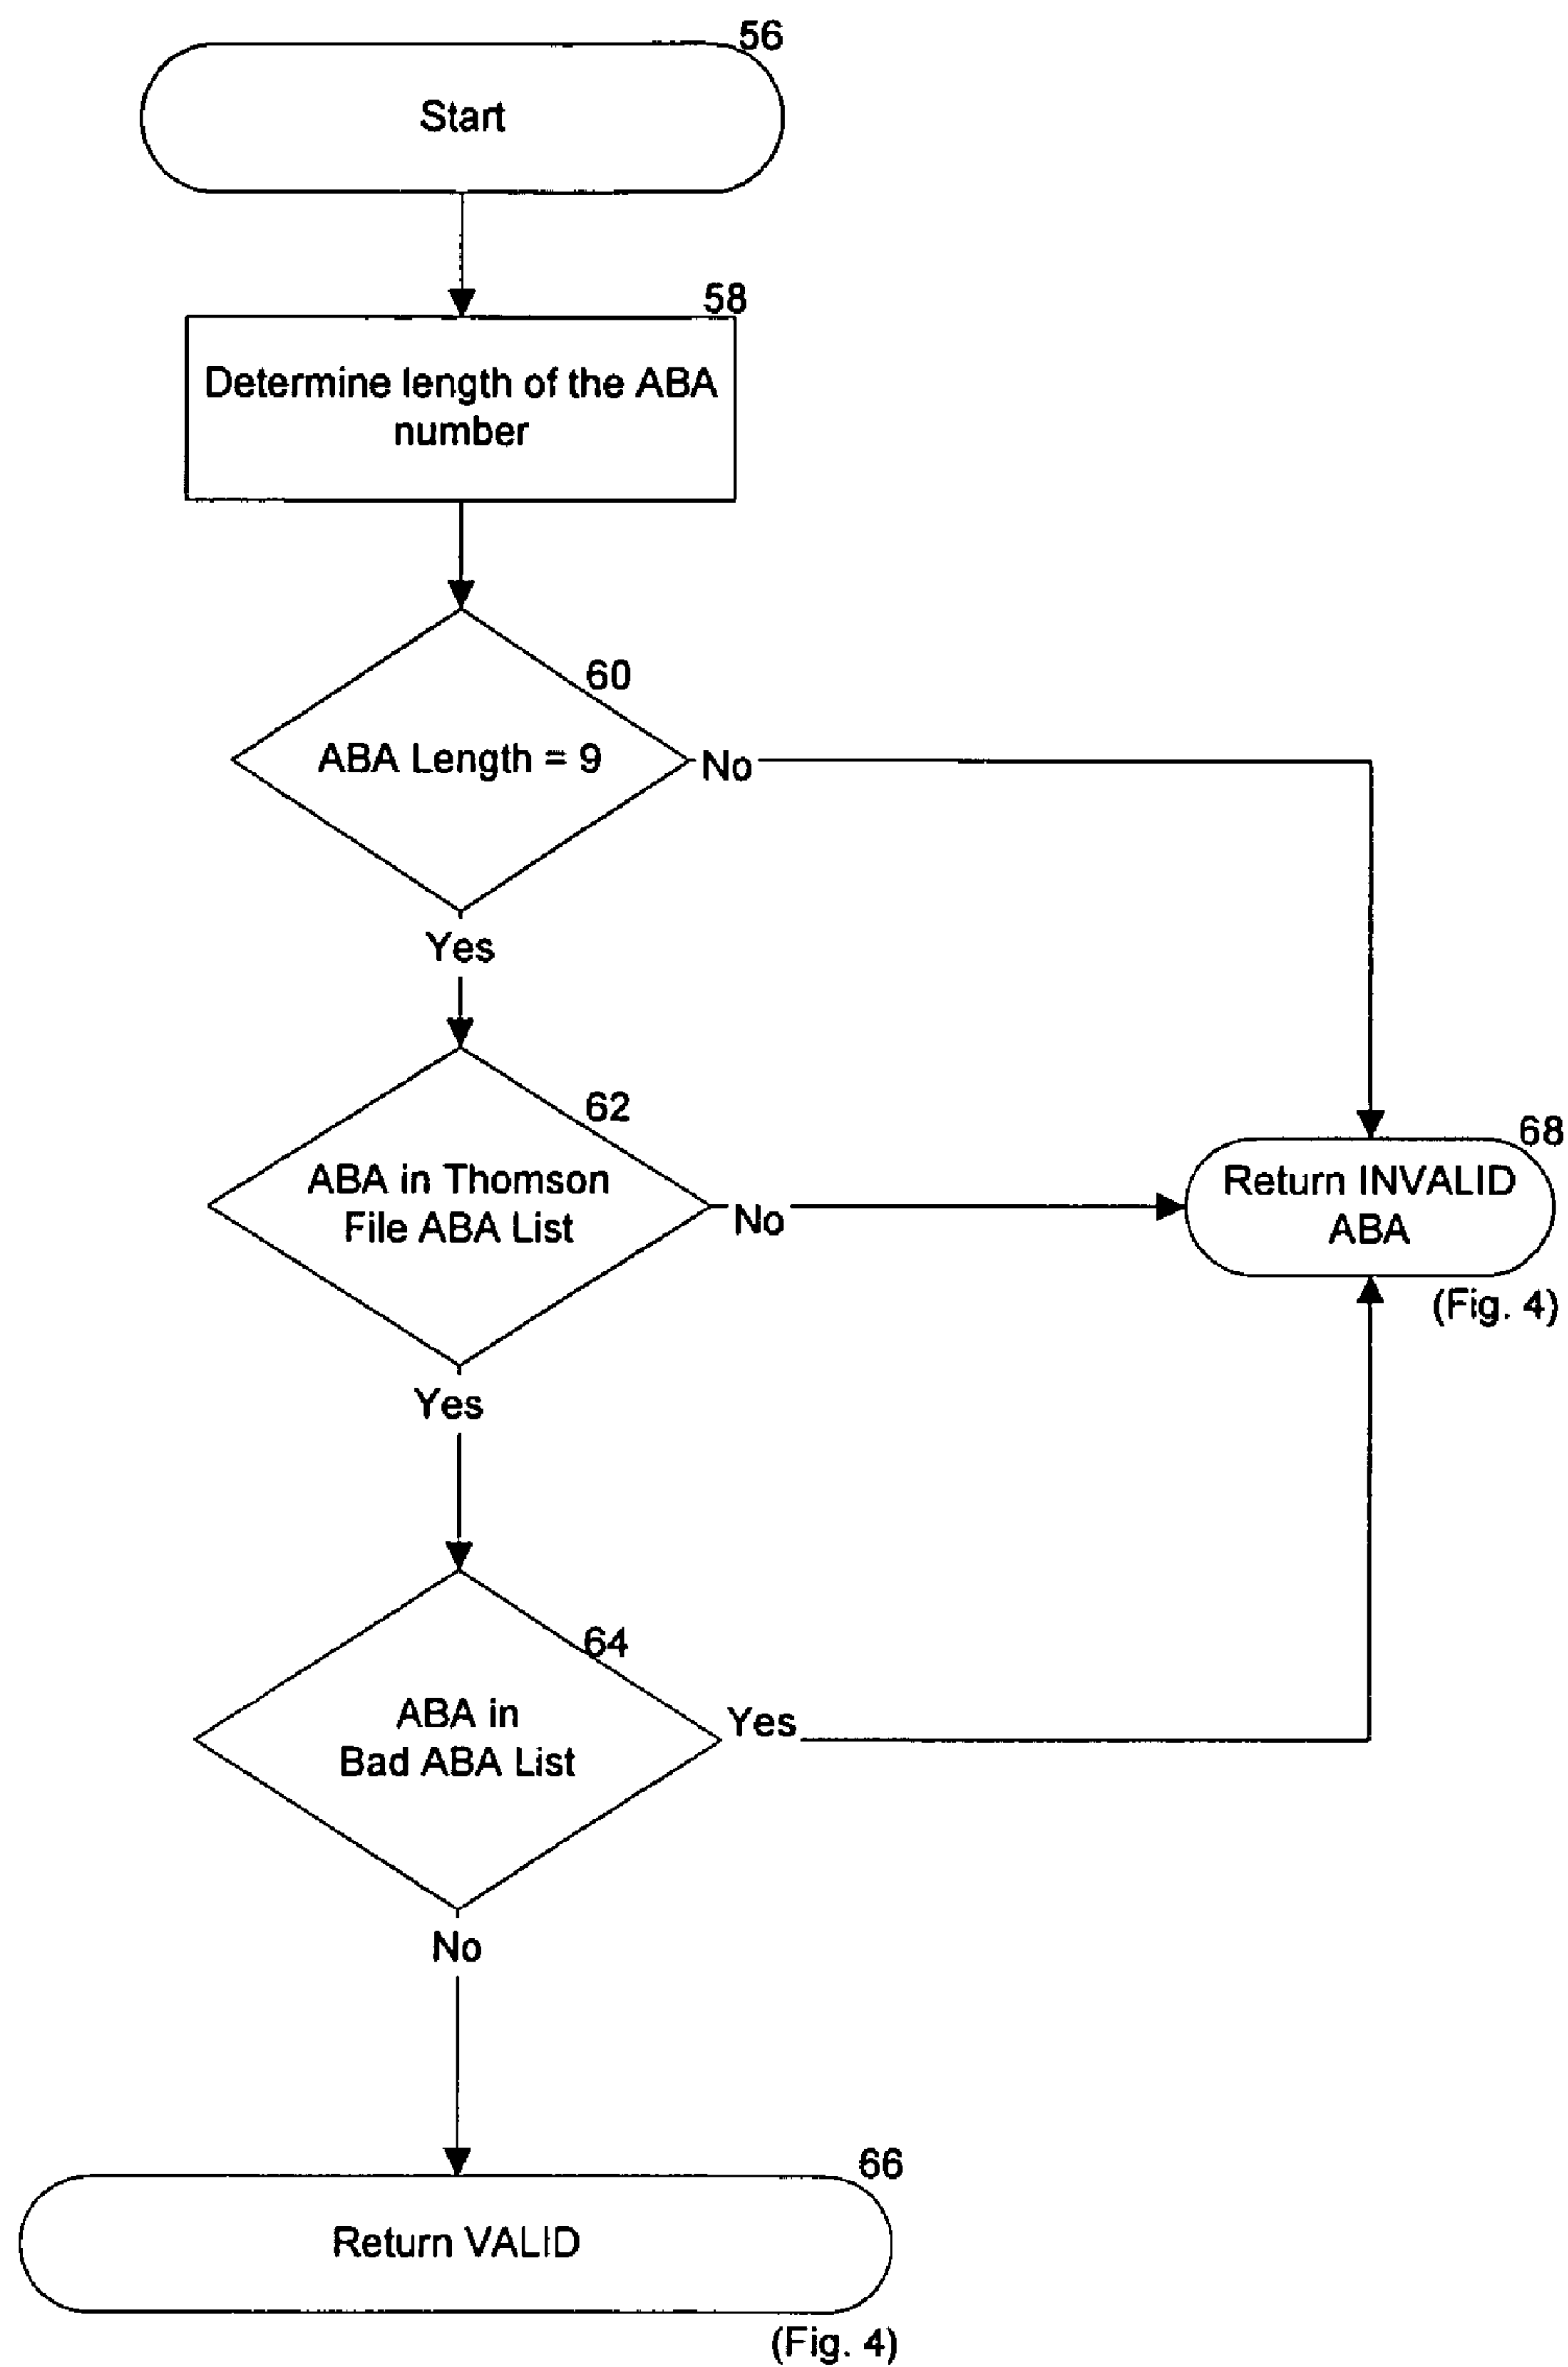 56
Start
58
Determine length of the ABA
number
60
ABA Length = 9
No
Yes
62
ABA in Thomson
File ABA List
No
68
Return INVALID
ABA
(Fig. 4)
Yes
64
ABA in
Bad ABA List
Yes
No
66
Return VALID
(Fig. 4)